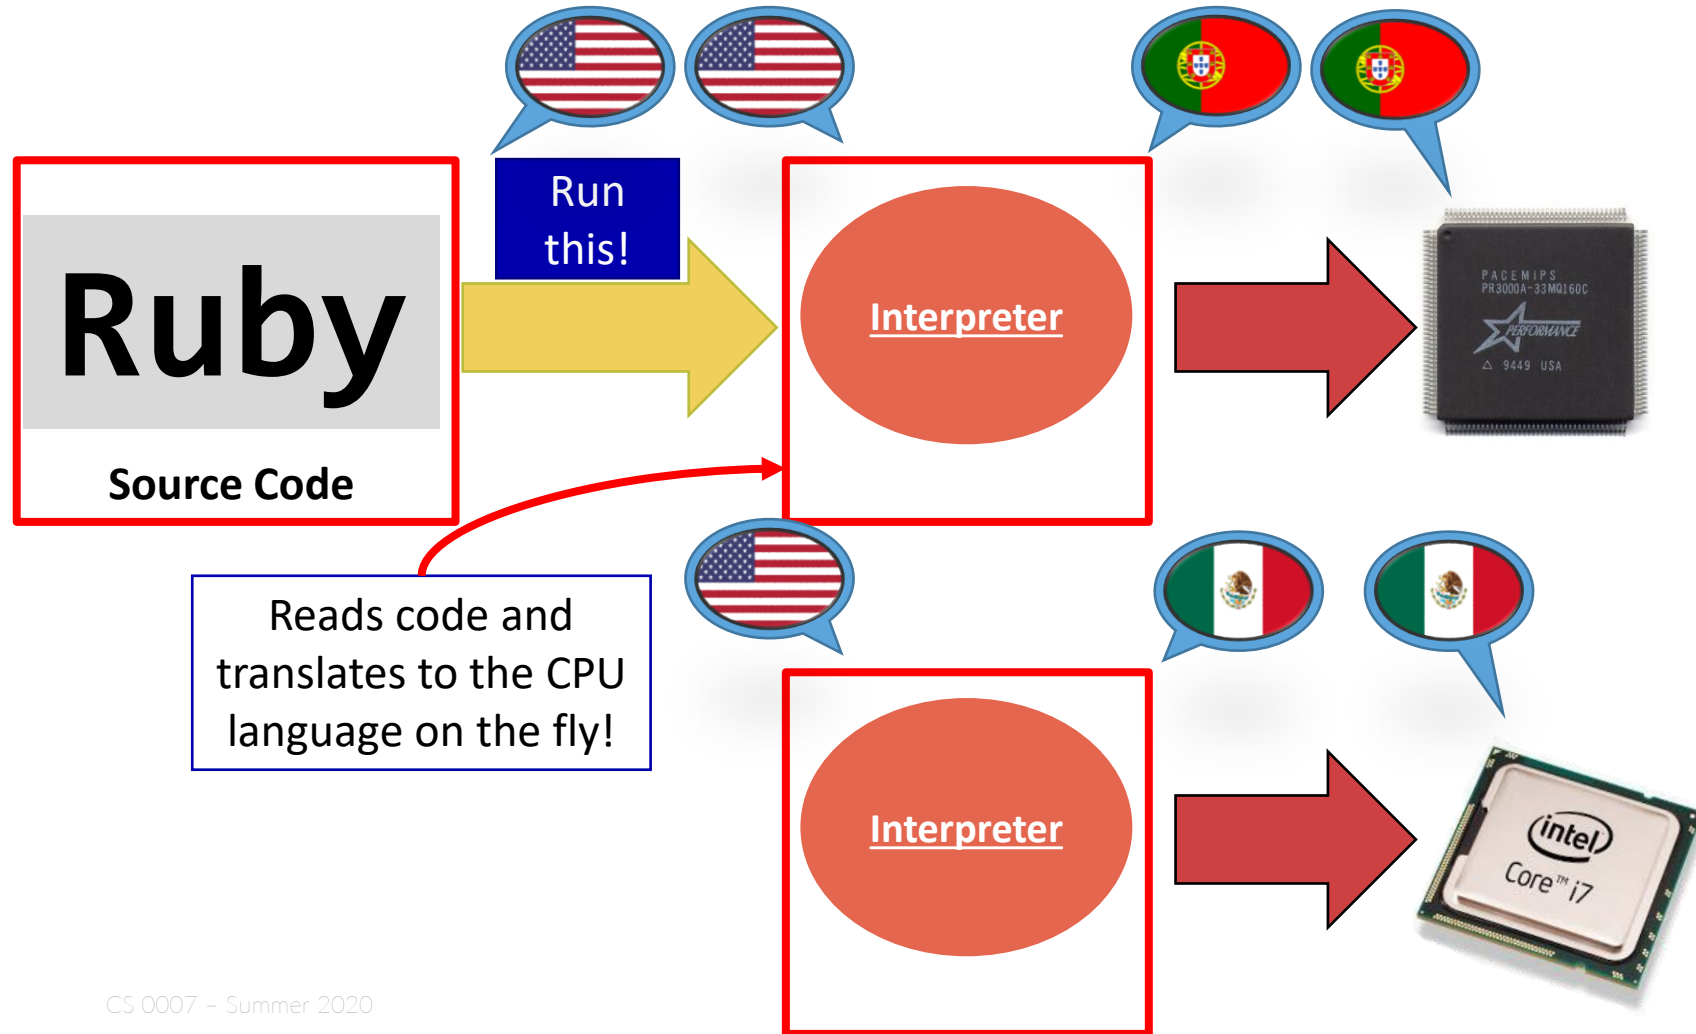 Run
this!
Ruby
Source Code
Interpreter
PACEMIPS
PR3000A-33MQ160C
PERFORMANCE
△ 9449 USA
Reads code and
translates to the CPU
language on the fly!
Interpreter
intel
Core™ i7
CS 0007 – Summer 2020